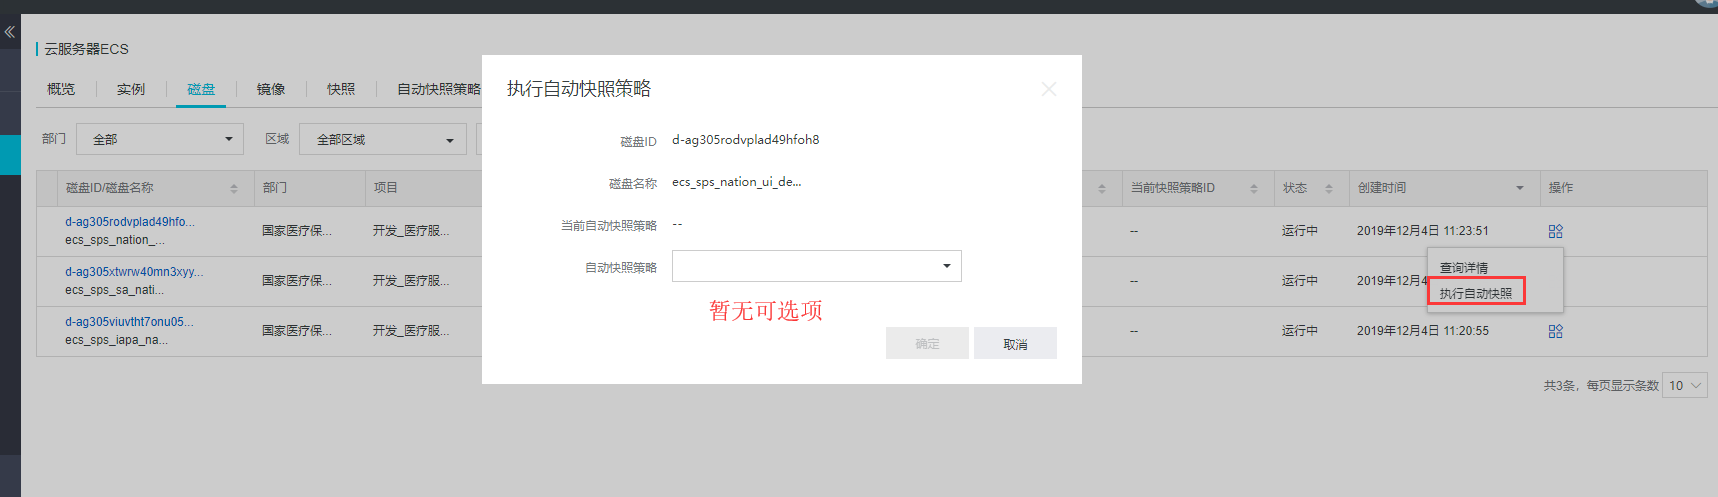 云服务器ECS
概览 实例 磁盘 镜像 快照 自动快照策略
部门 全部 区域 全部区域
磁盘ID/磁盘名称 部门 项目 当前快照策略ID 状态 创建时间 操作
d-ag305rodvplad49hfo...
ecs_sps_nation_...
国家医疗保... 开发_医疗服... -- 运行中 2019年12月4日 11:23:51
d-ag305xtwrw40mn3xyy...
ecs_sps_sa_nati...
国家医疗保... 开发_医疗服... -- 运行中 2019年12月4日
d-ag305viuvtht7onu05...
ecs_sps_iapa_na...
国家医疗保... 开发_医疗服... -- 运行中 2019年12月4日 11:20:55
查询详情
执行自动快照
共3条，每页显示条数 10
执行自动快照策略
磁盘ID d-ag305rodvplad49hfoh8
磁盘名称 ecs_sps_nation_ui_de...
当前自动快照策略 --
自动快照策略
暂无可选项
确定 取消